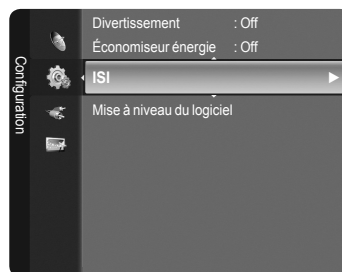 Configuration
Divertissement : Off
Économiseur énergie : Off
ISI
Mise à niveau du logiciel